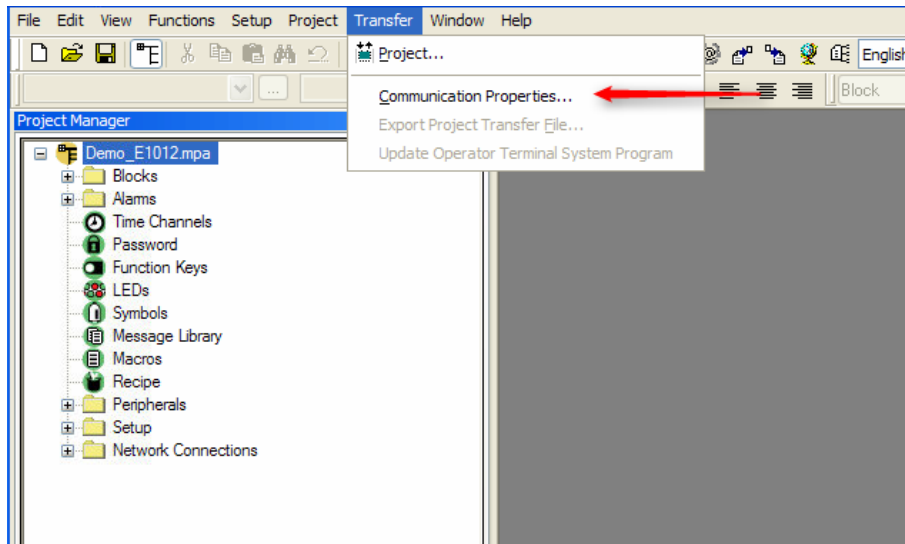 File Edit View Functions Setup Project Transfer Window Help
Project...
English
Communication Properties...
Block
Export Project Transfer File...
Update Operator Terminal System Program
Project Manager
Demo_E1012.mpa
Blocks
Alarms
Time Channels
Password
Function Keys
LEDs
Symbols
Message Library
Macros
Recipe
Peripherals
Setup
Network Connections